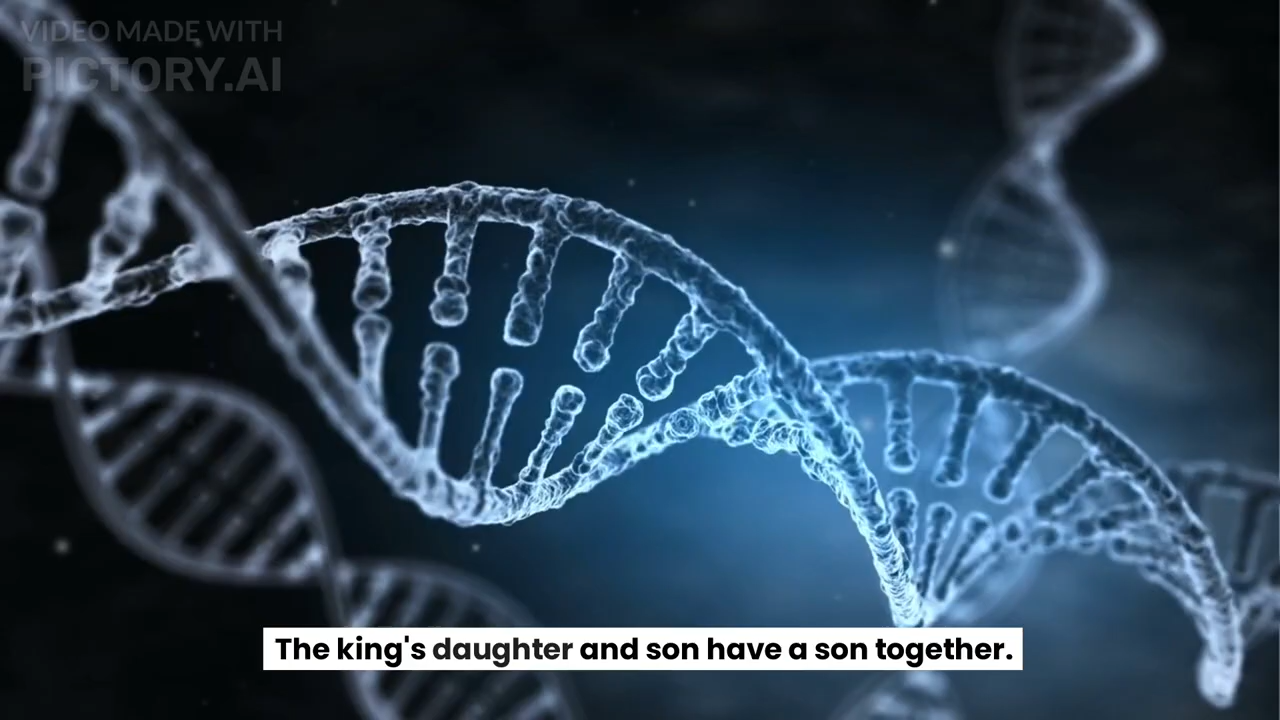 VIDEO MADE WITH
PICTORY.AI
The king's daughter and son have a son together.